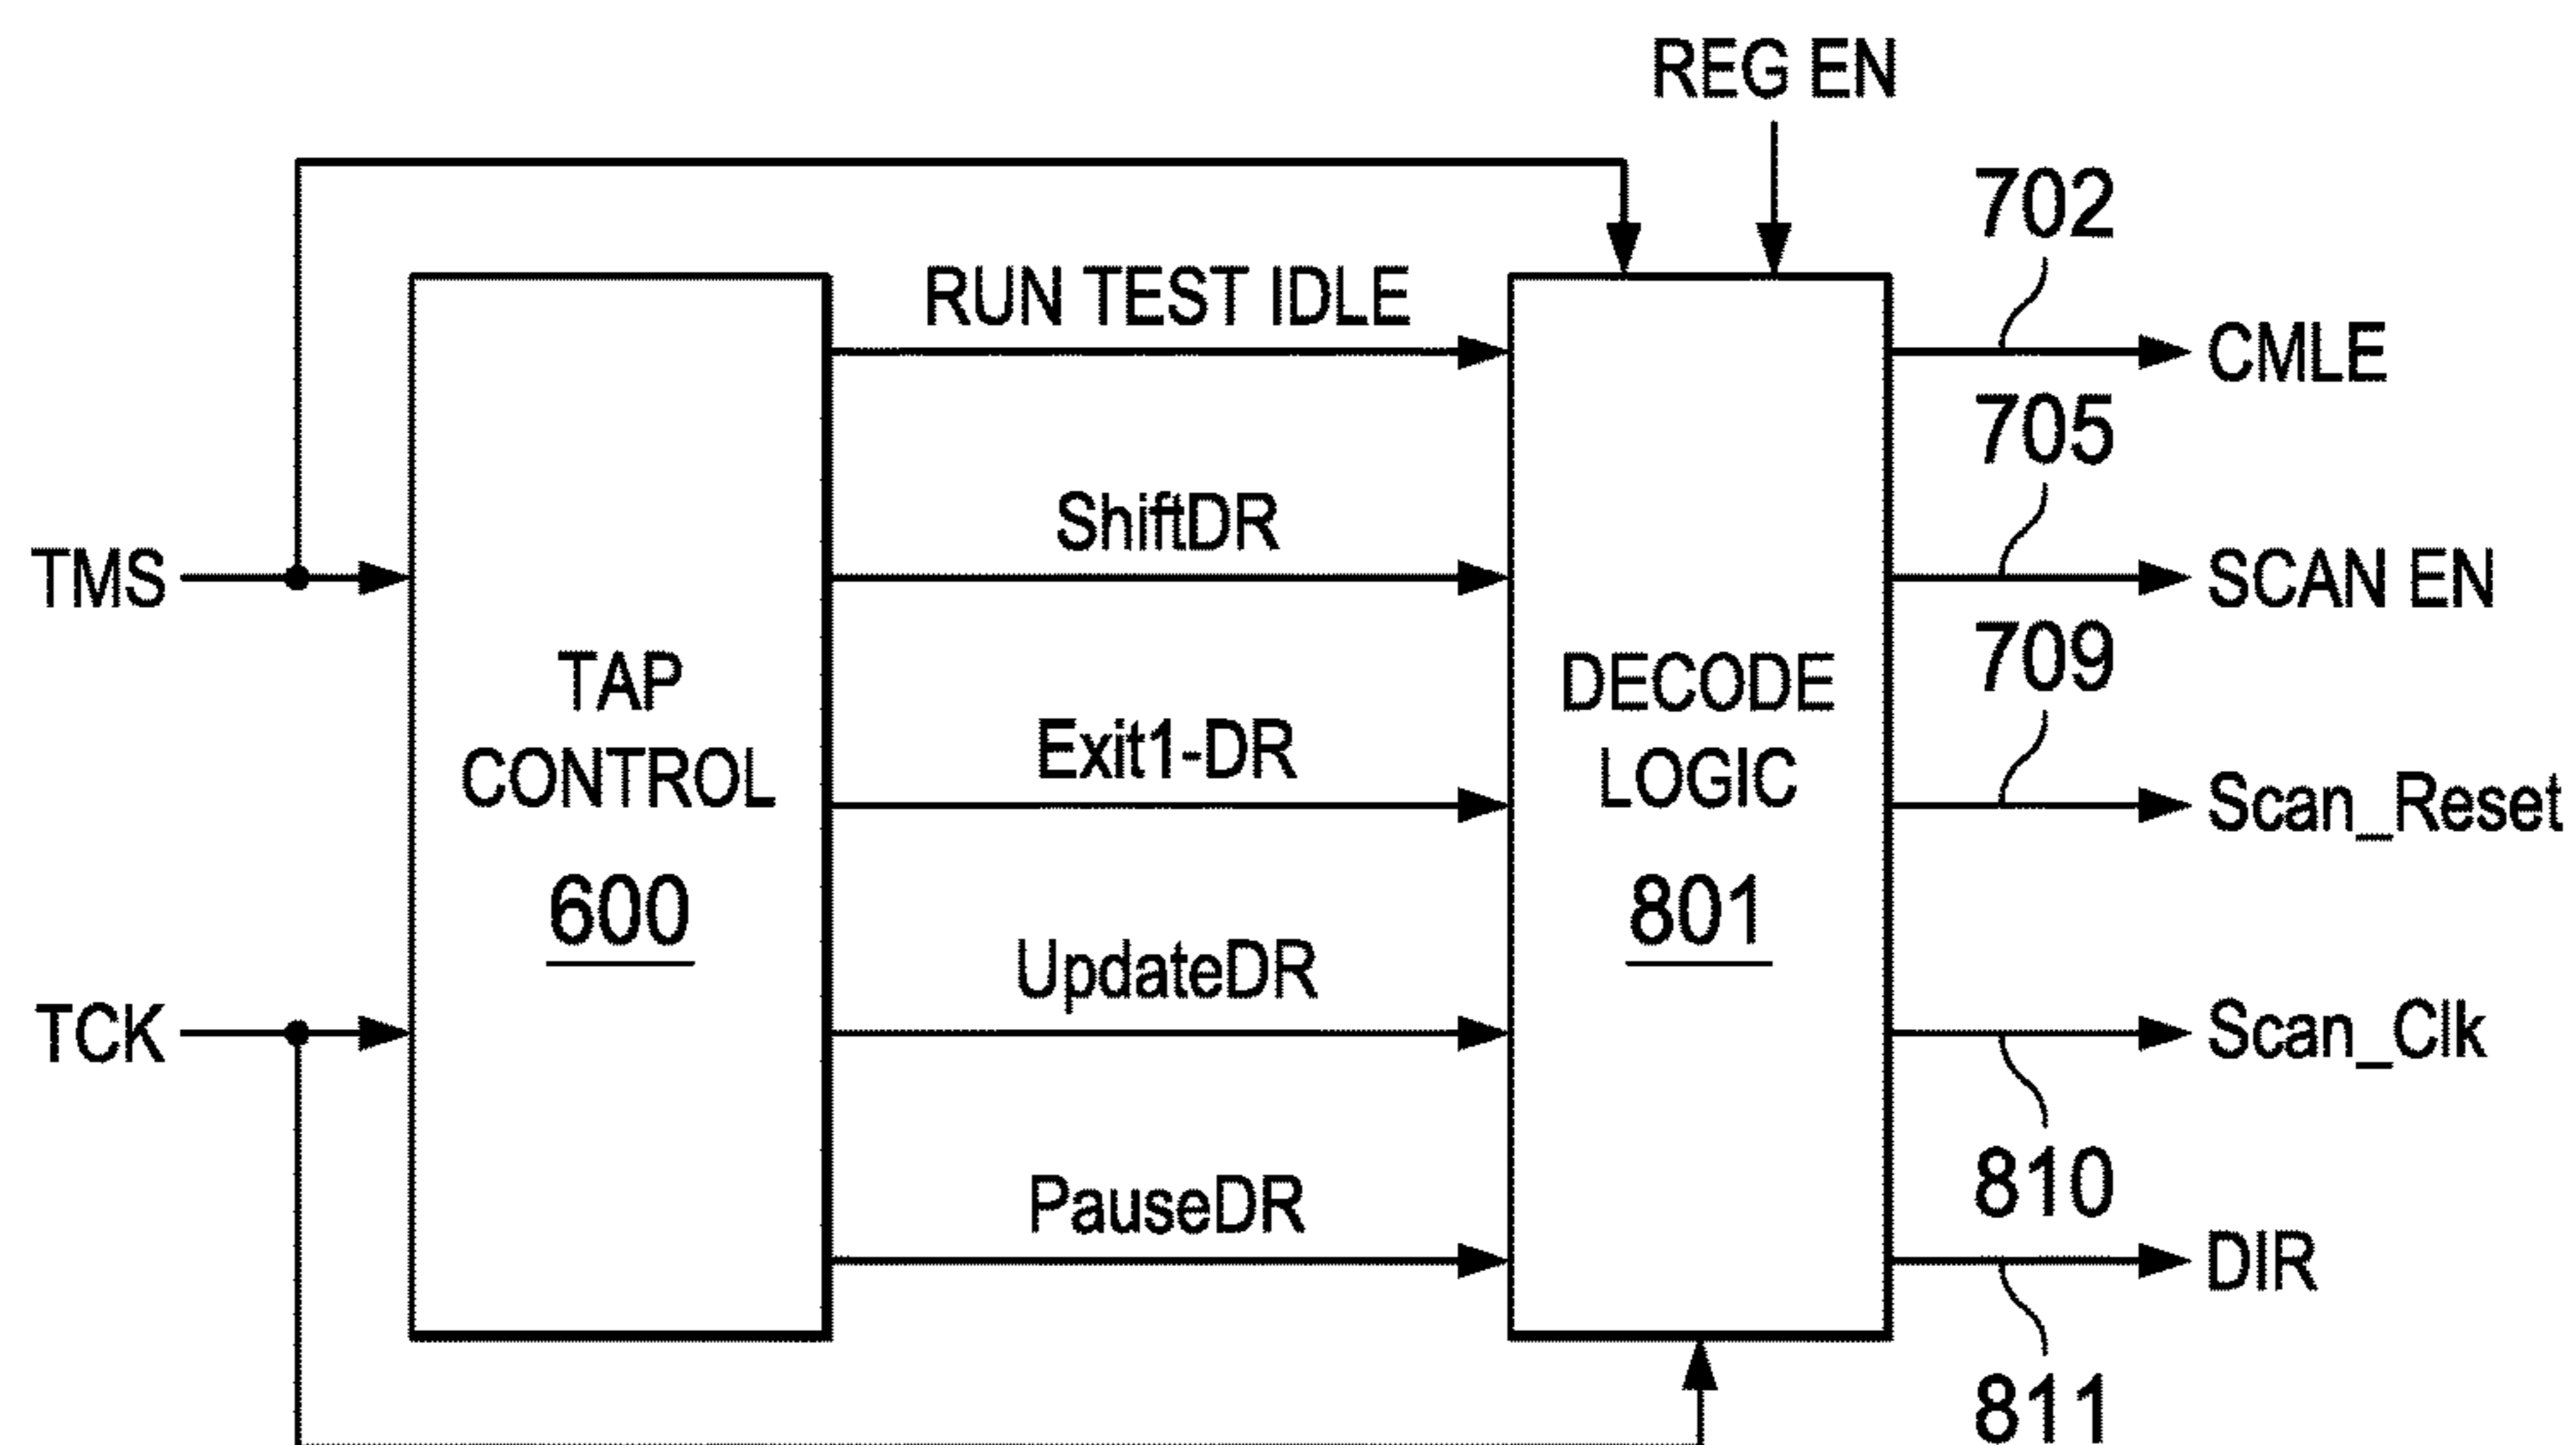 REG EN
702
RUN TEST IDLE
CMLE
705
ShiftDR
TMS
SCAN EN
709
TAP
CONTROL
600
Exit1-DR
DECODE
LOGIC
801
Scan_Reset
UpdateDR
TCK
Scan_Clk
810
PauseDR
DIR
811